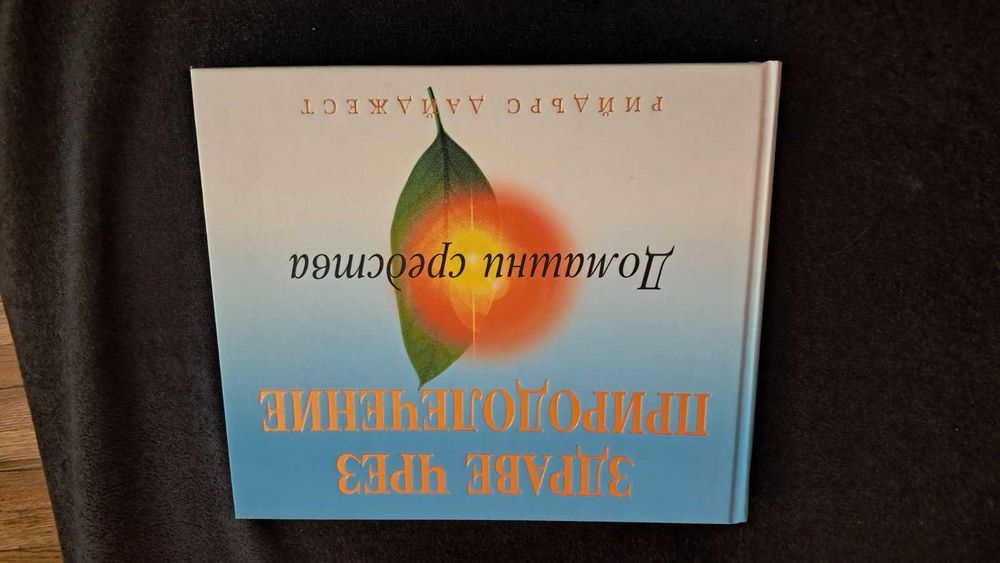 ЗДРАВЕ ЧРЕЗ
ПРИРОДОЛЕЧЕНИЕ
Домашни средства
РИЙДЪРС ДАЙДЖЕСТ